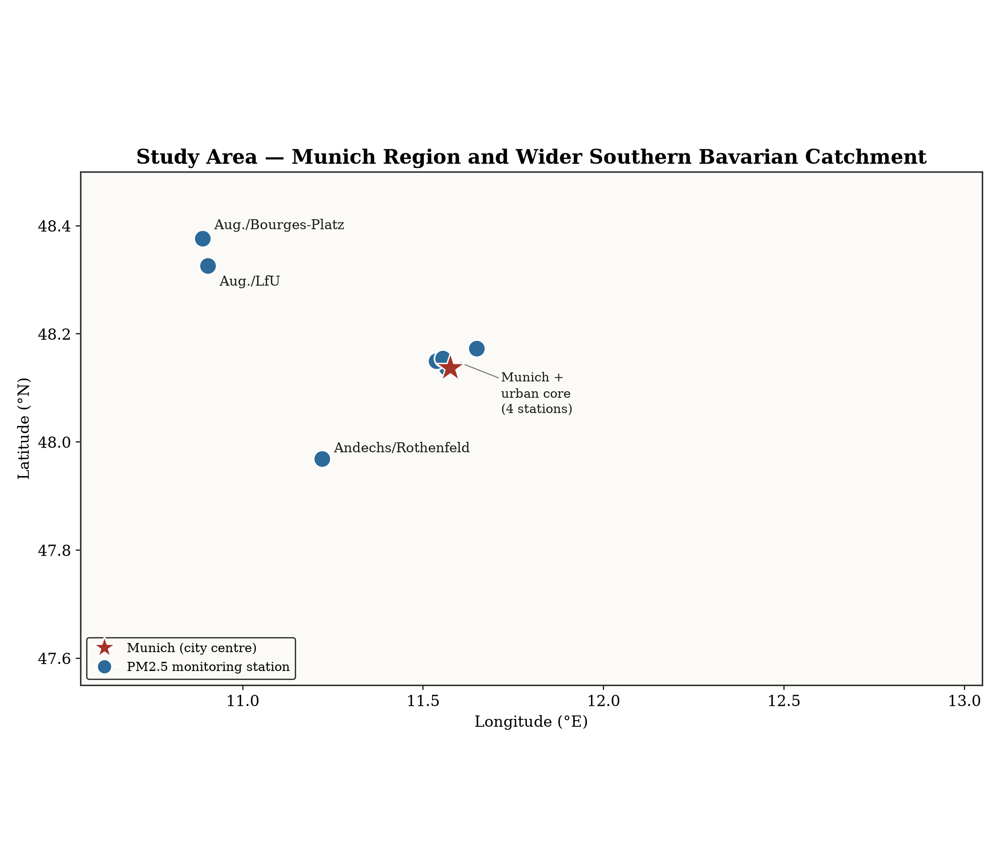 Study Area — Munich Region and Wider Southern Bavarian Catchment
Latitude (°N)
48.4
48.2
48.0
47.8
47.6
Aug./Bourges-Platz
Aug./LfU
Munich +
urban core
(4 stations)
Andechs/Rothenfeld
Munich (city centre)
PM2.5 monitoring station
11.0
11.5
12.0
12.5
13.0
Longitude (°E)